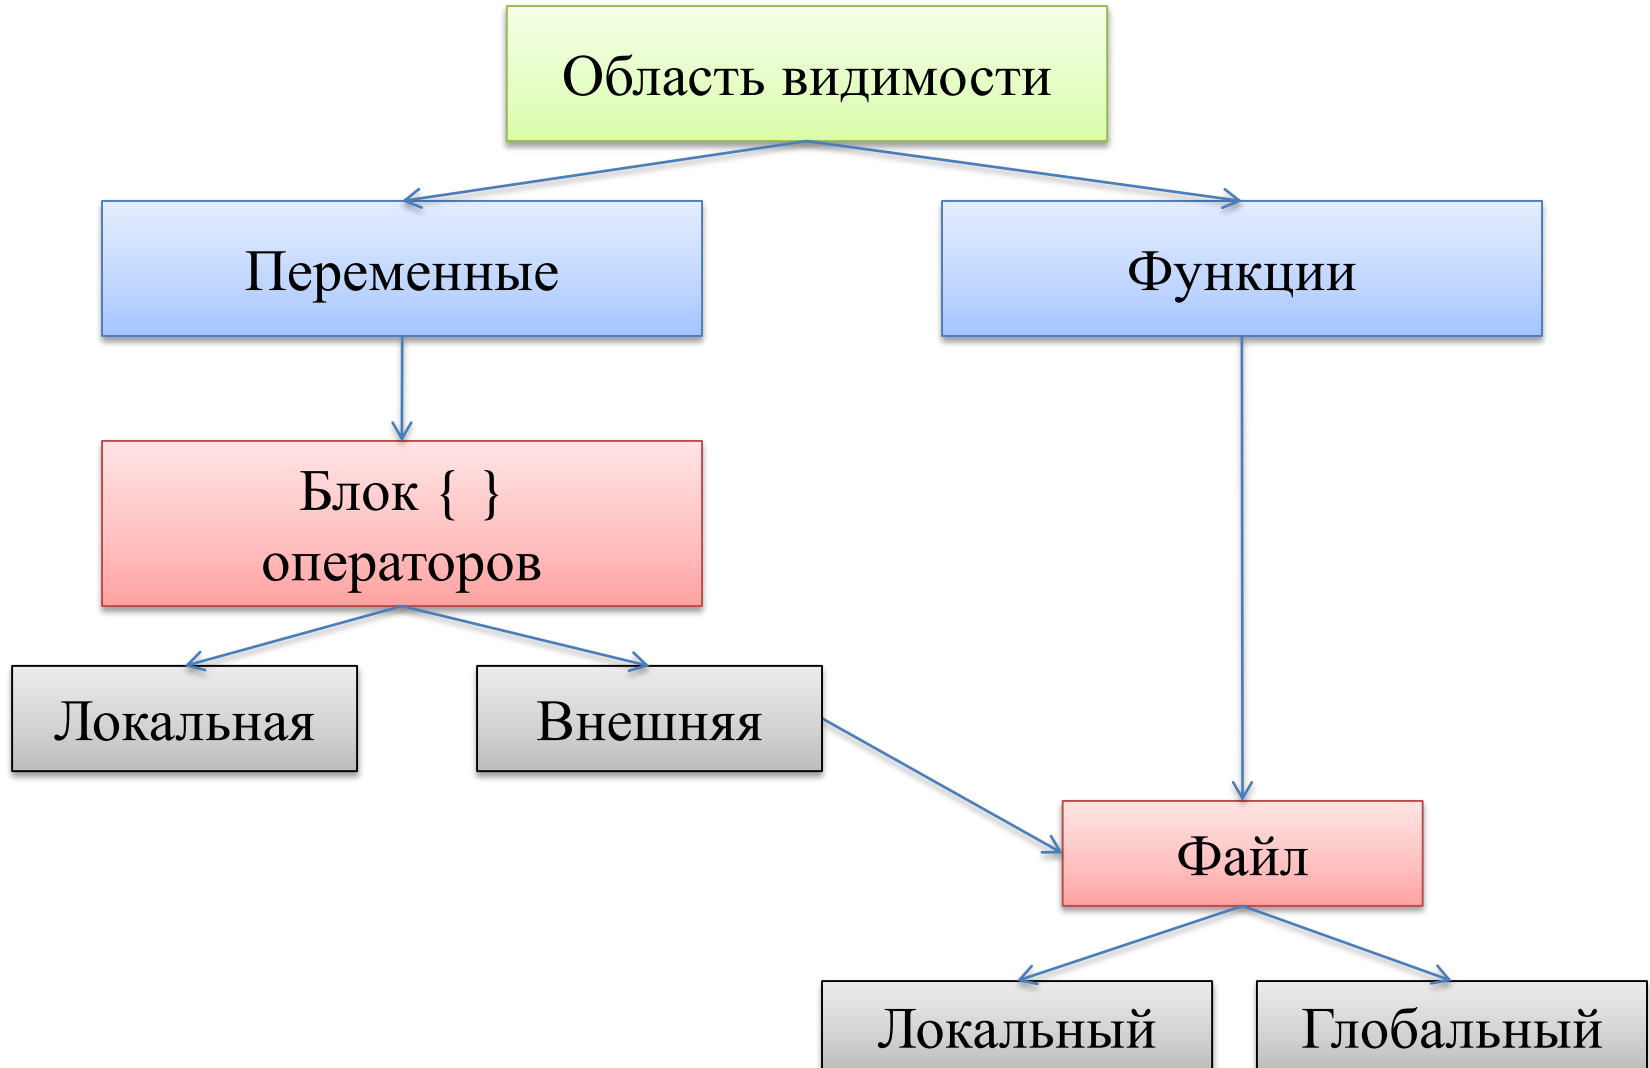 Область видимости
Переменные
Функции
Блок { }
операторов
Локальная
Внешняя
Файл
Локальный
Глобальный